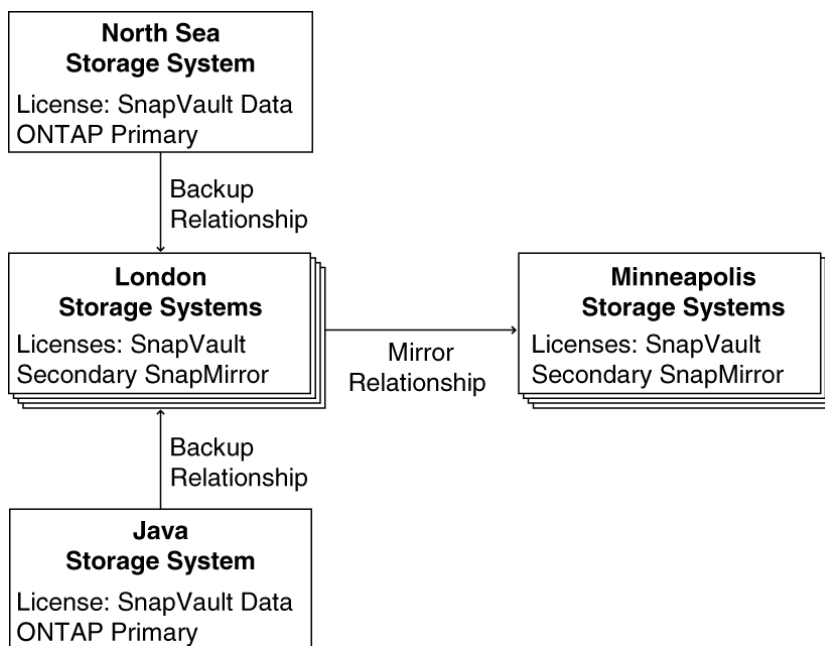 North Sea
Storage System
License: SnapVault Data
ONTAP Primary
Backup
Relationship
London
Storage Systems
Licenses: SnapVault
Secondary SnapMirror
Mirror
Relationship
Minneapolis
Storage Systems
Licenses: SnapVault
Secondary SnapMirror
Backup
Relationship
Java
Storage System
License: SnapVault Data
ONTAP Primary